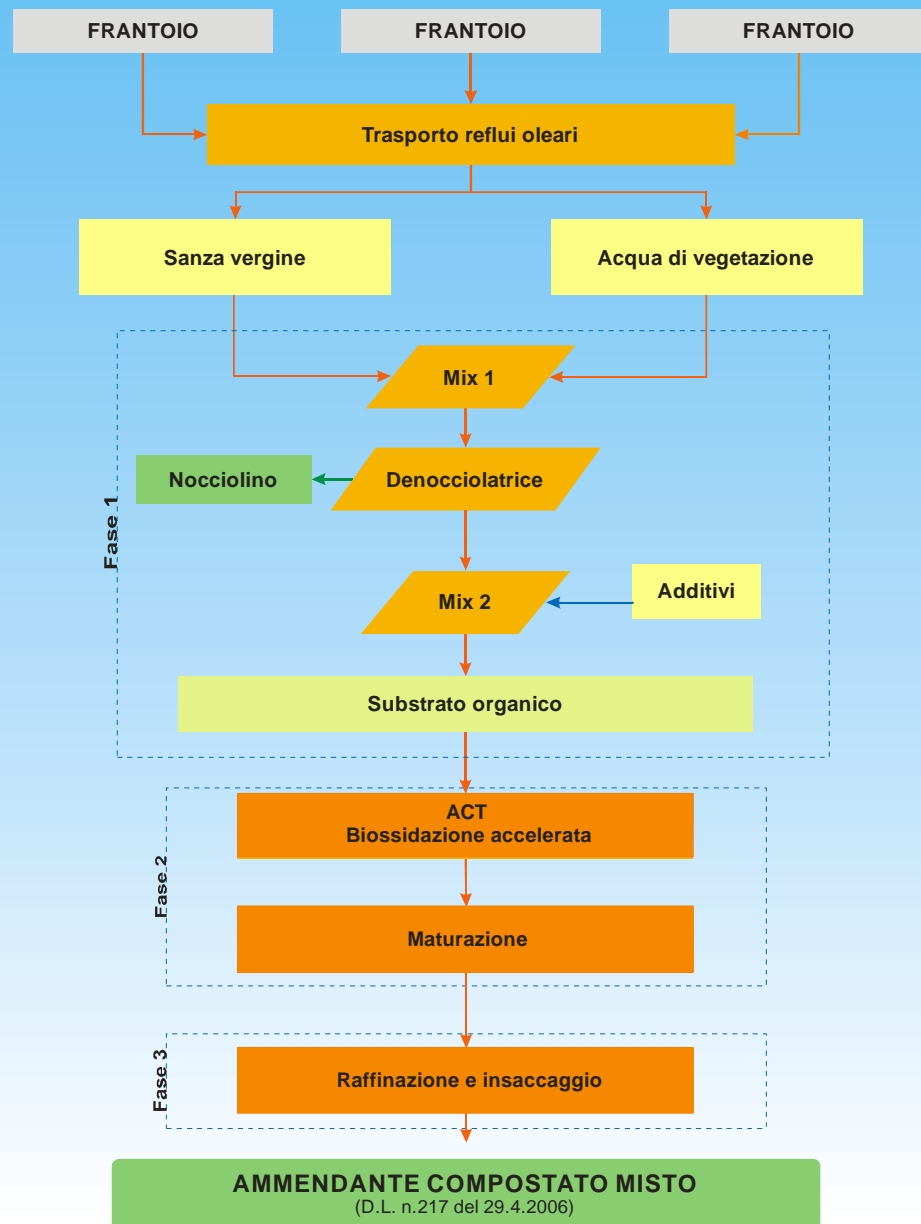 FRANTOIO
FRANTOIO
FRANTOIO
Trasporto reflui oleari
Sanza vergine
Acqua di vegetazione
Fase 1
Mix 1
Nocciolino
Denocciolatrice
Mix 2
Additivi
Substrato organico
Fase 2
ACT
Biossidazione accelerata
Maturazione
Fase 3
Raffinazione e insaccaggio
AMMENDANTE COMPOSTATO MISTO
(D.L. n.217 del 29.4.2006)